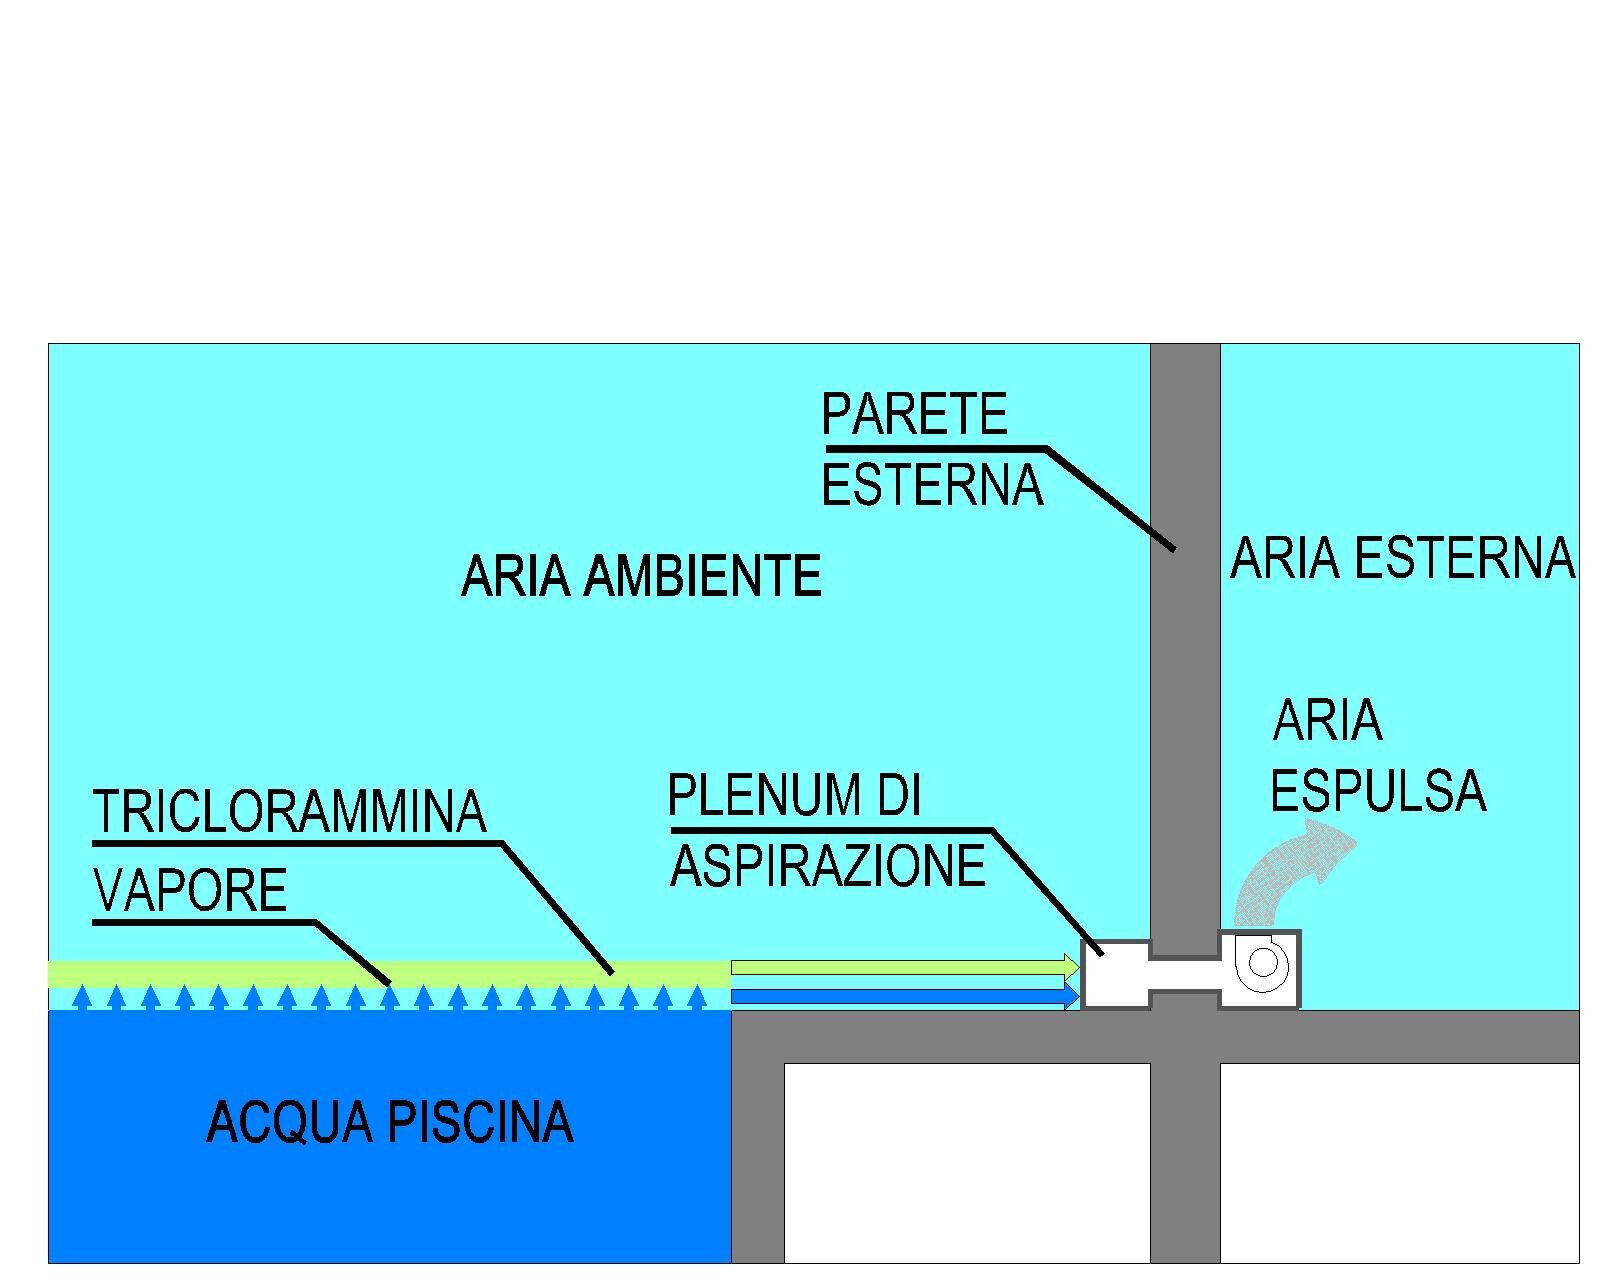 PARETE
ESTERNA
ARIA AMBIENTE
ARIA ESTERNA
ARIA
ESPULSA
TRICLORAMMINA
VAPORE
PLENUM DI
ASPIRAZIONE
ACQUA PISCINA